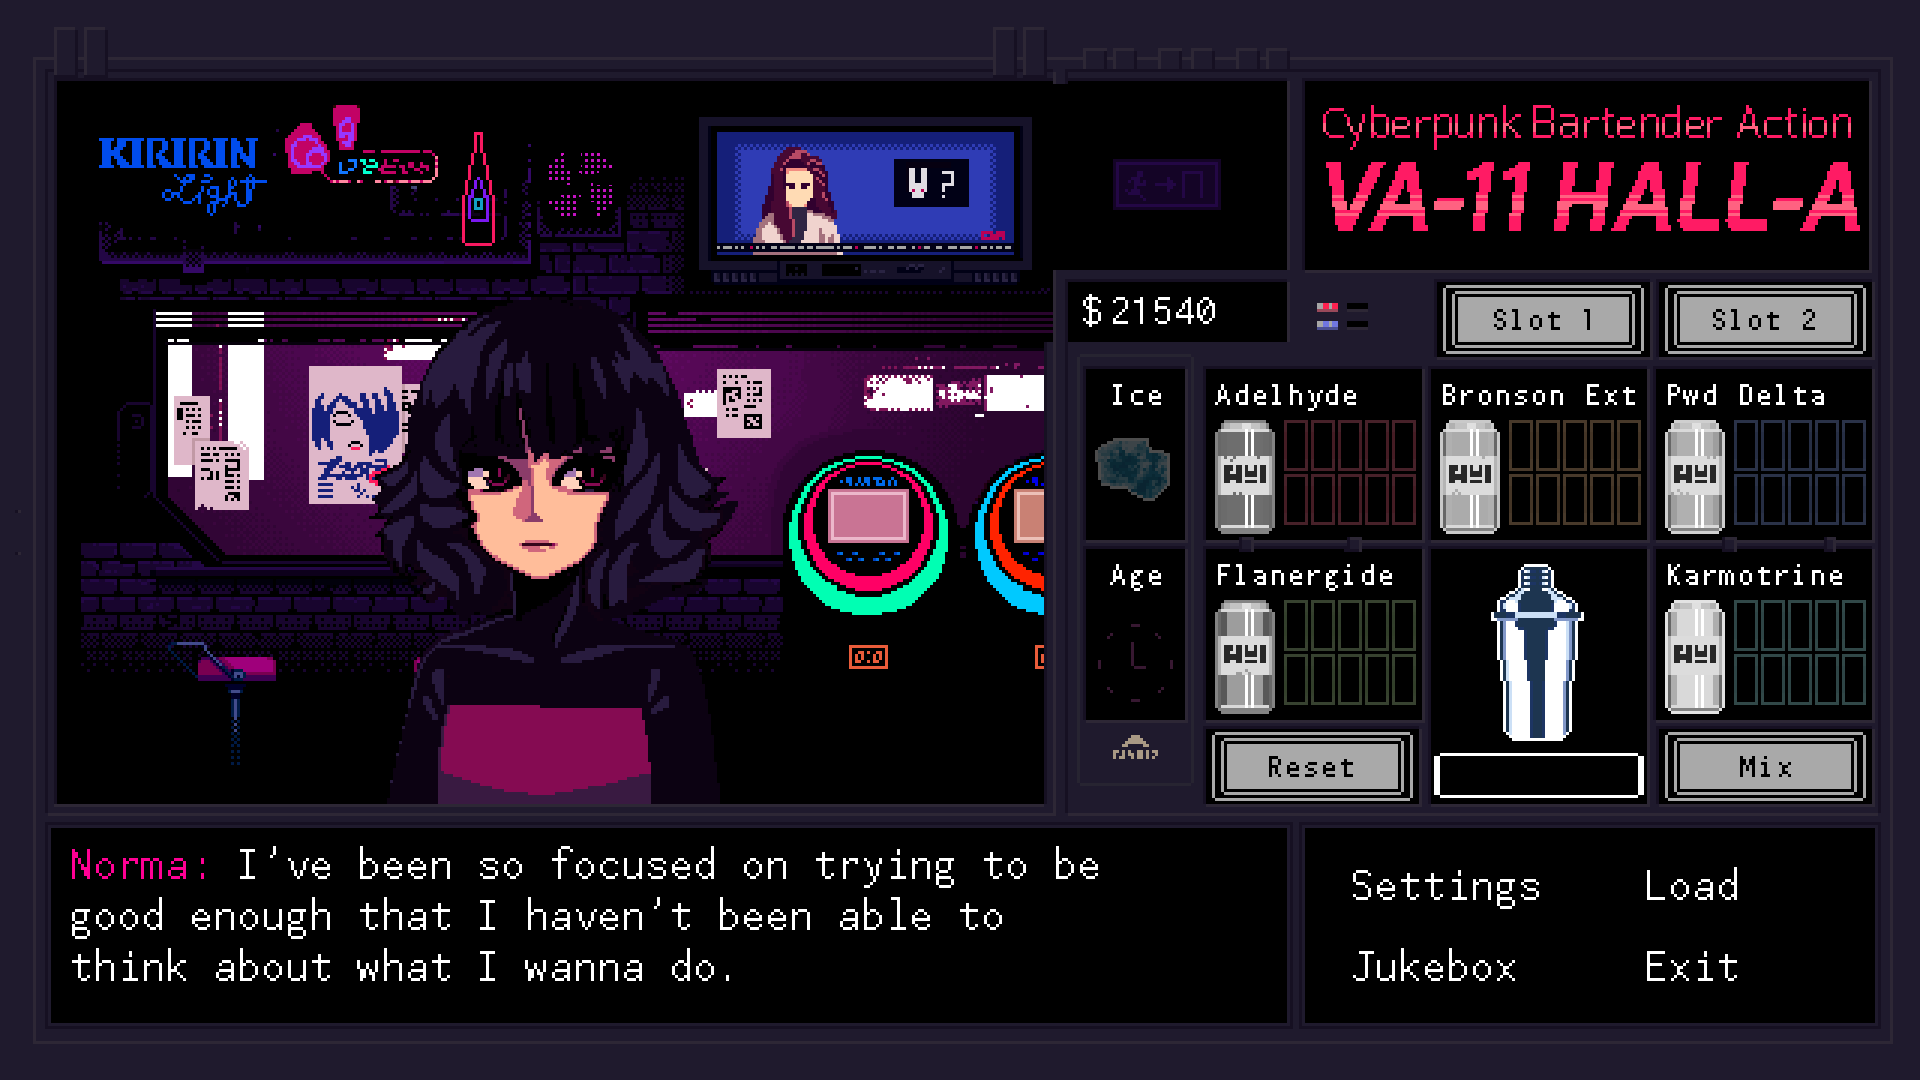 KIRIRIN
Light
?
Cyberpunk Bartender Action
VA-11 HALL-A
$21540
Slot 1
Slot 2
Ice
Adelhyde
Bronson Ext
Pwd Delta
Age
Flanergide
Karmotrine
Reset
Mix
0:0
Norma: I've been so focused on trying to be
good enough that I haven't been able to
think about what I wanna do.
Settings
Load
Jukebox
Exit